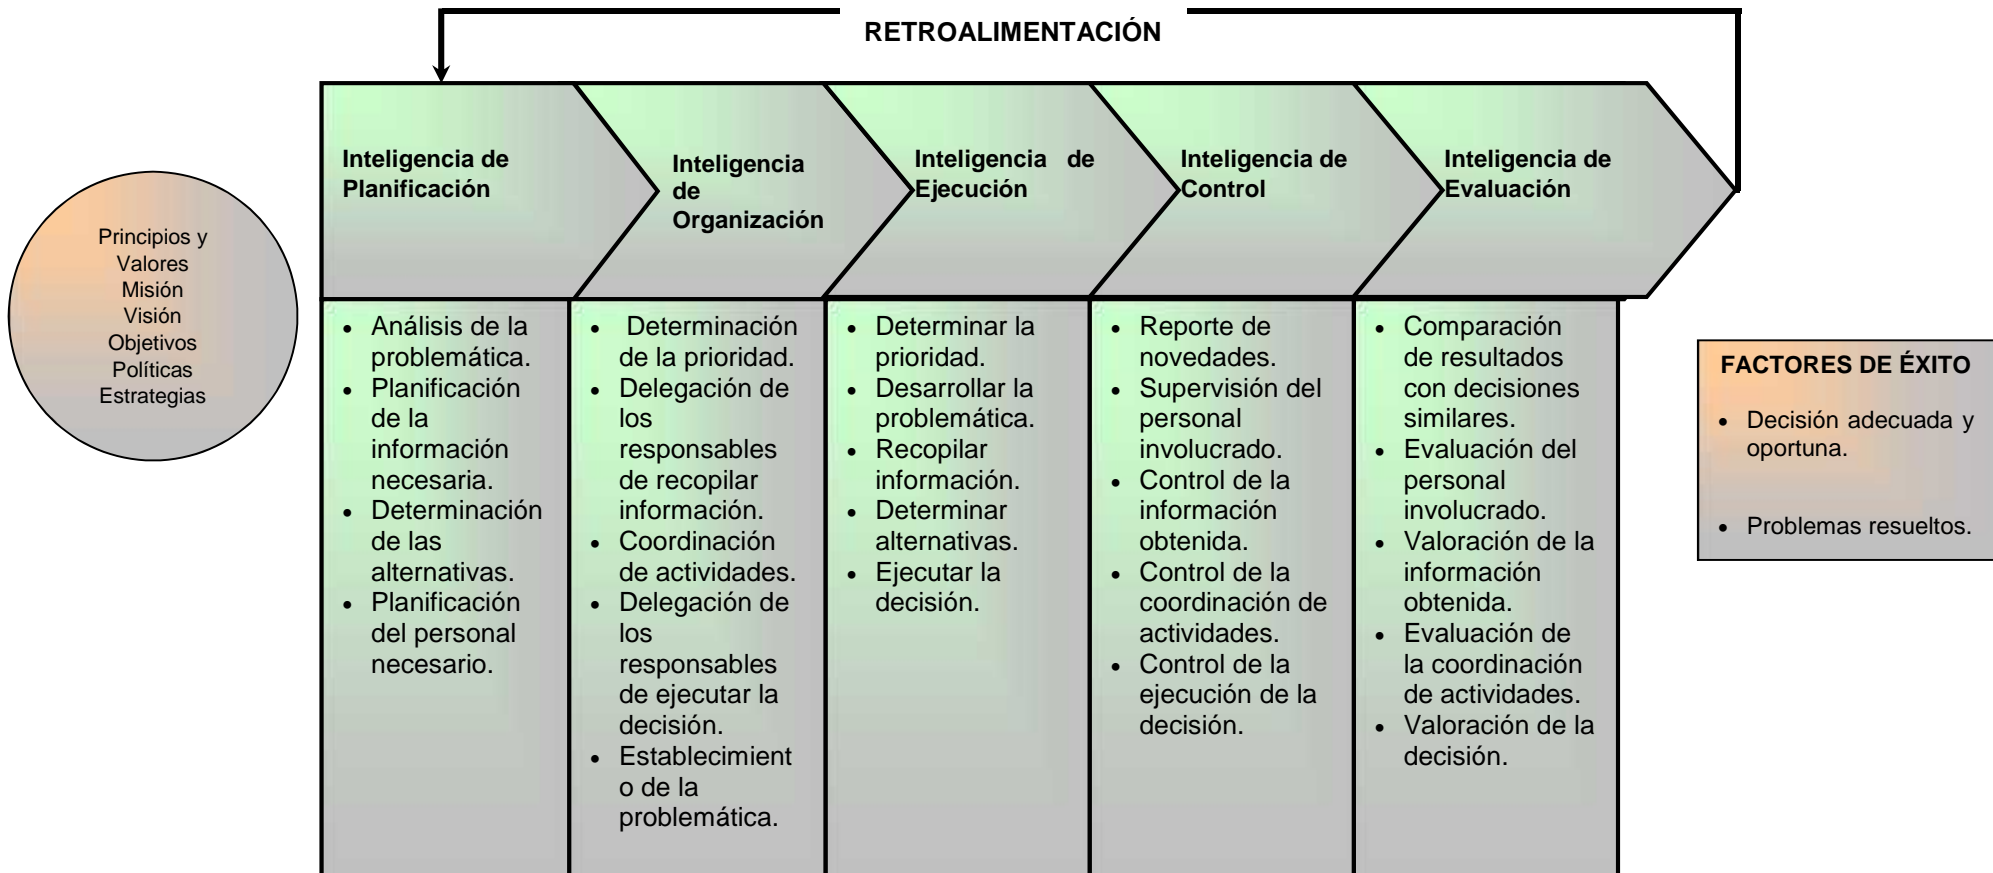 RETROALIMENTACIÓN
Principios y
Valores
Misión
Visión
Objetivos
Políticas
Estrategias
Inteligencia de
Planificación
Inteligencia
de
Organización
Inteligencia de
Ejecución
Inteligencia de
Control
Inteligencia de
Evaluación
• Análisis de la
problemática.
• Planificación
de la
información
necesaria.
• Determinación
de las
alternativas.
• Planificación
del personal
necesario.
• Determinación
de la prioridad.
• Delegación de
los
responsables
de recopilar
información.
• Coordinación
de actividades.
• Delegación de
los
responsables
de ejecutar la
decisión.
• Establecimient
o de la
problemática.
• Determinar la
prioridad.
• Desarrollar la
problemática.
• Recopilar
información.
• Determinar
alternativas.
• Ejecutar la
decisión.
• Reporte de
novedades.
• Supervisión del
personal
involucrado.
• Control de la
información
obtenida.
• Control de la
coordinación de
actividades.
• Control de la
ejecución de la
decisión.
• Comparación
de resultados
con decisiones
similares.
• Evaluación del
personal
involucrado.
• Valoración de la
información
obtenida.
• Evaluación de
la coordinación
de actividades.
• Valoración de la
decisión.
FACTORES DE ÉXITO
• Decisión adecuada y
oportuna.
• Problemas resueltos.